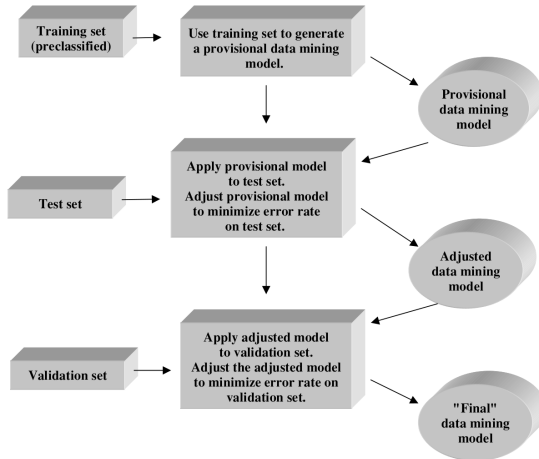 Training set
(preclassified)
Use training set to generate
a provisional data mining
model.
Provisional
data mining
model
Test set
Apply provisional model
to test set.
Adjust provisional model
to minimize error rate
on test set.
Adjusted
data mining
model
Validation set
Apply adjusted model
to validation set.
Adjust the adjusted model
to minimize error rate on
validation set.
"Final"
data mining
model